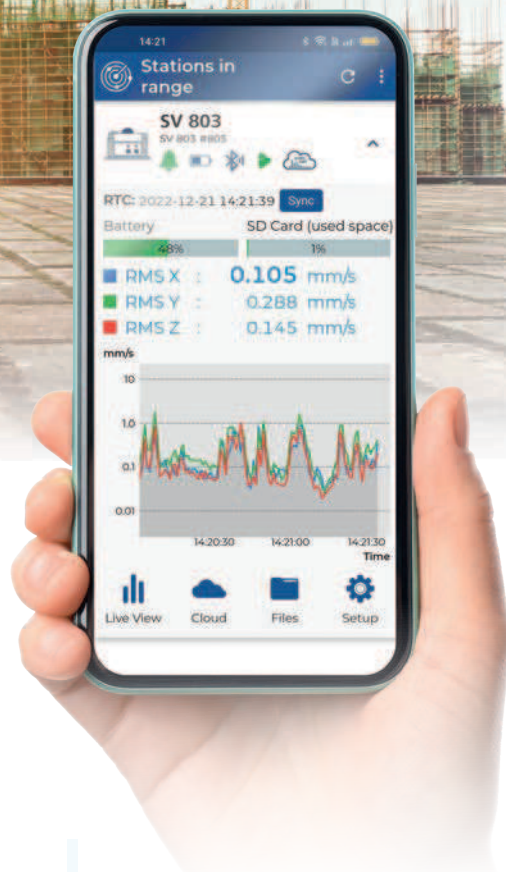 14:21
Stations in
range
SV 803
SV 803 #805
RTC: 2022-12-21 14:21:39 Sync
Battery SD Card (used space)
48% 1%
RMS X : 0.105 mm/s
RMS Y : 0.288 mm/s
RMS Z : 0.145 mm/s
mm/s
10
1.0
0.1
0.01
14:20:30 14:21:00 14:21:30
Time
Live View Cloud Files Setup